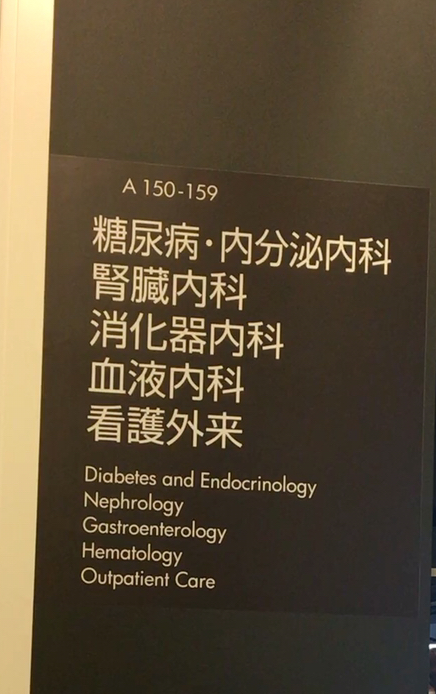 A 150-159
糖尿病・内分泌内科
腎臓内科
消化器内科
血液内科
看護外来
Diabetes and Endocrinology
Nephrology
Gastroenterology
Hematology
Outpatient Care